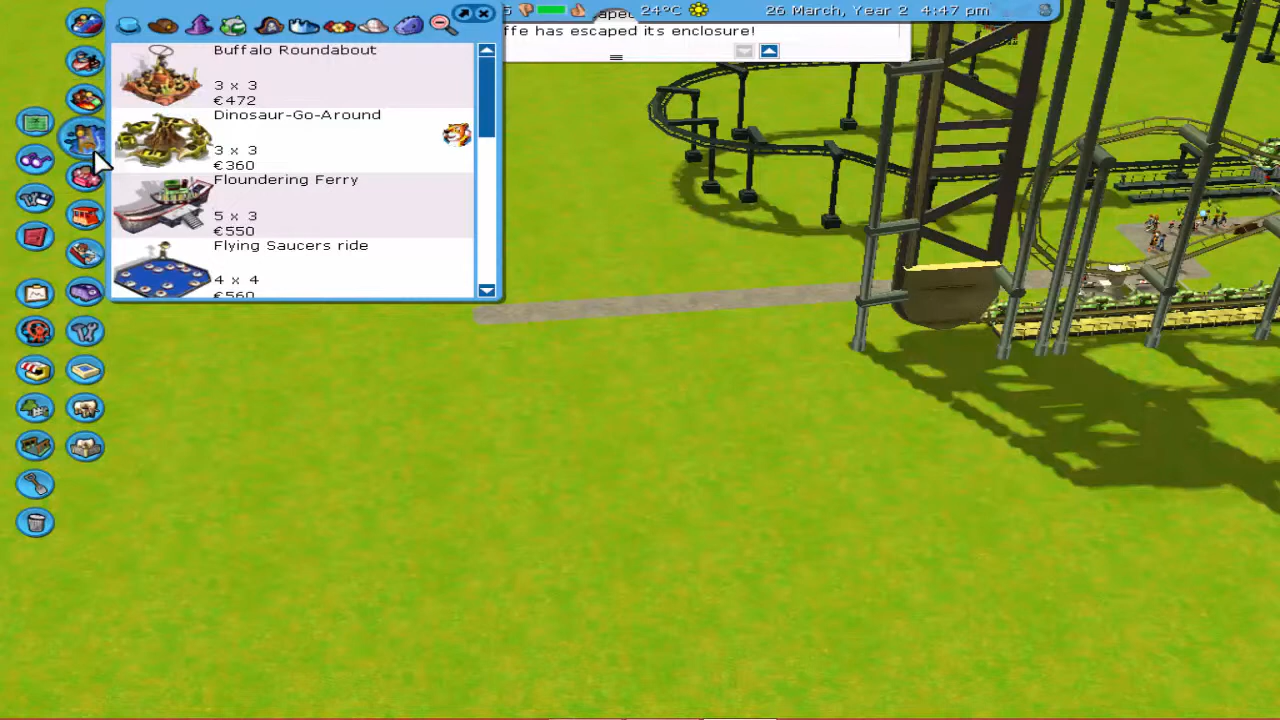 24°C
26 March, Year 2 4:47 pm
ffe has escaped its enclosure!
Buffalo Roundabout
3 x 3
€472
Dinosaur-Go-Around
3 x 3
€360
Floundering Ferry
5 x 3
€550
Flying Saucers ride
4 x 4
€560